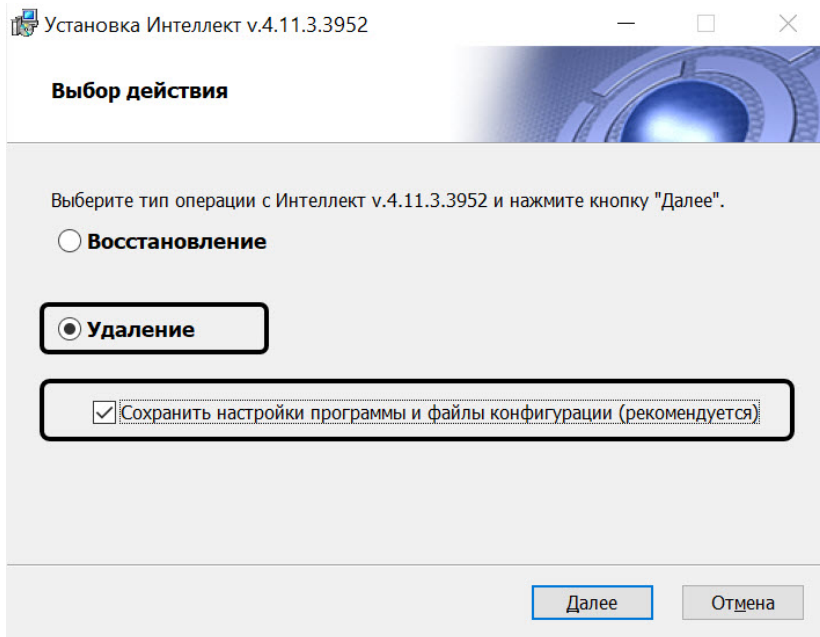 Установка Интеллект v.4.11.3.3952
Выбор действия
Выберите тип операции с Интеллект v.4.11.3.3952 и нажмите кнопку "Далее".
Восстановление
Удаление
Сохранить настройки программы и файлы конфигурации (рекомендуется)
Далее
Отмена